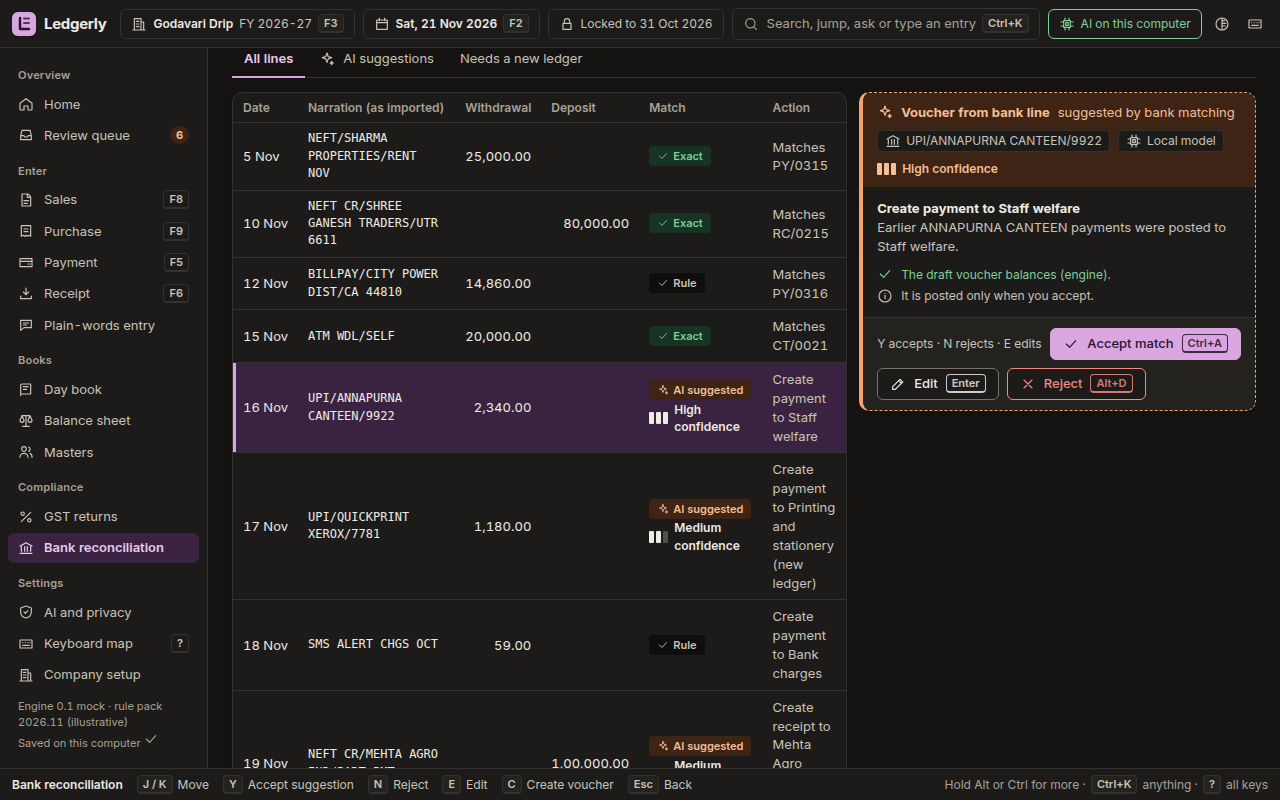 Ledgerly
Godavari Drip FY 2026-27 F3
Sat, 21 Nov 2026 F2
Locked to 31 Oct 2026
Search, jump, ask or type an entry Ctrl+K
AI on this computer
Overview
Home
Review queue 6
Enter
Sales F8
Purchase F9
Payment F5
Receipt F6
Plain-words entry
Books
Day book
Balance sheet
Masters
Compliance
GST returns
Bank reconciliation
Settings
AI and privacy
Keyboard map ?
Company setup
Engine 0.1 mock · rule pack
2026.11 (illustrative)
Saved on this computer
All lines
AI suggestions
Needs a new ledger
Date Narration (as imported) Withdrawal Deposit Match Action
5 Nov
NEFT/SHARMA
PROPERTIES/RENT
NOV
25,000.00
Exact
Matches
PY/0315
10 Nov
NEFT CR/SHREE
GANESH TRADERS/UTR
6611
80,000.00
Exact
Matches
RC/0215
12 Nov
BILLPAY/CITY POWER
DIST/CA 44810
14,860.00
Rule
Matches
PY/0316
15 Nov
ATM WDL/SELF
20,000.00
Exact
Matches
CT/0021
16 Nov
UPI/ANNAPURNA
CANTEEN/9922
2,340.00
AI suggested
High
confidence
Create
payment
to Staff
welfare
17 Nov
UPI/QUICKPRINT
XEROX/7781
1,180.00
AI suggested
Medium
confidence
Create
payment
to Printing
and
stationery
(new
ledger)
18 Nov
SMS ALERT CHGS OCT
59.00
Rule
Create
payment
to Bank
charges
19 Nov
NEFT CR/MEHTA AGRO
1,00,000.00
AI suggested
Medium
Create
receipt to
Mehta
Agro
Voucher from bank line suggested by bank matching
UPI/ANNAPURNA CANTEEN/9922
Local model
High confidence
Create payment to Staff welfare
Earlier ANNAPURNA CANTEEN payments were posted to
Staff welfare.
The draft voucher balances (engine).
It is posted only when you accept.
Y accepts · N rejects · E edits
Accept match Ctrl+A
Edit Enter
Reject Alt+D
Bank reconciliation J / K Move Y Accept suggestion N Reject E Edit C Create voucher Esc Back
Hold Alt or Ctrl for more · Ctrl+K anything · ? all keys